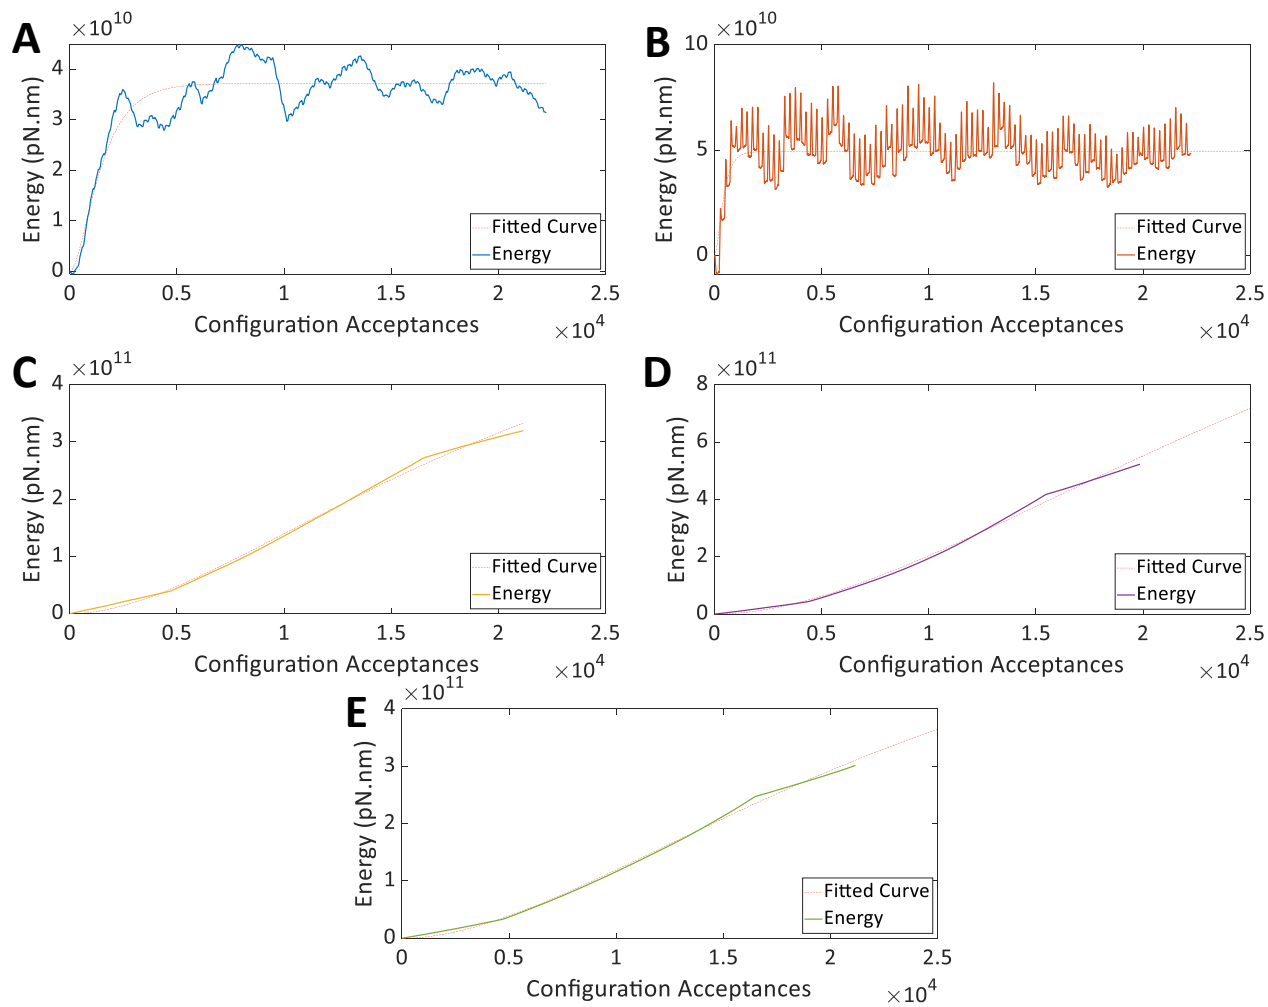 A
×10^10
Energy (pN.nm)
4
3
2
1
0
0 0.5 1 1.5 2 2.5
Configuration Acceptances
×10^4
Fitted Curve
Energy
B
×10^10
Energy (pN.nm)
10
5
0
0 0.5 1 1.5 2 2.5
Configuration Acceptances
×10^4
Fitted Curve
Energy
C
×10^11
Energy (pN.nm)
4
3
2
1
0
0 0.5 1 1.5 2 2.5
Configuration Acceptances
×10^4
Fitted Curve
Energy
D
×10^11
Energy (pN.nm)
8
6
4
2
0
0 0.5 1 1.5 2 2.5
Configuration Acceptances
×10^4
Fitted Curve
Energy
E
×10^11
Energy (pN.nm)
4
3
2
1
0
0 0.5 1 1.5 2 2.5
Configuration Acceptances
×10^4
Fitted Curve
Energy